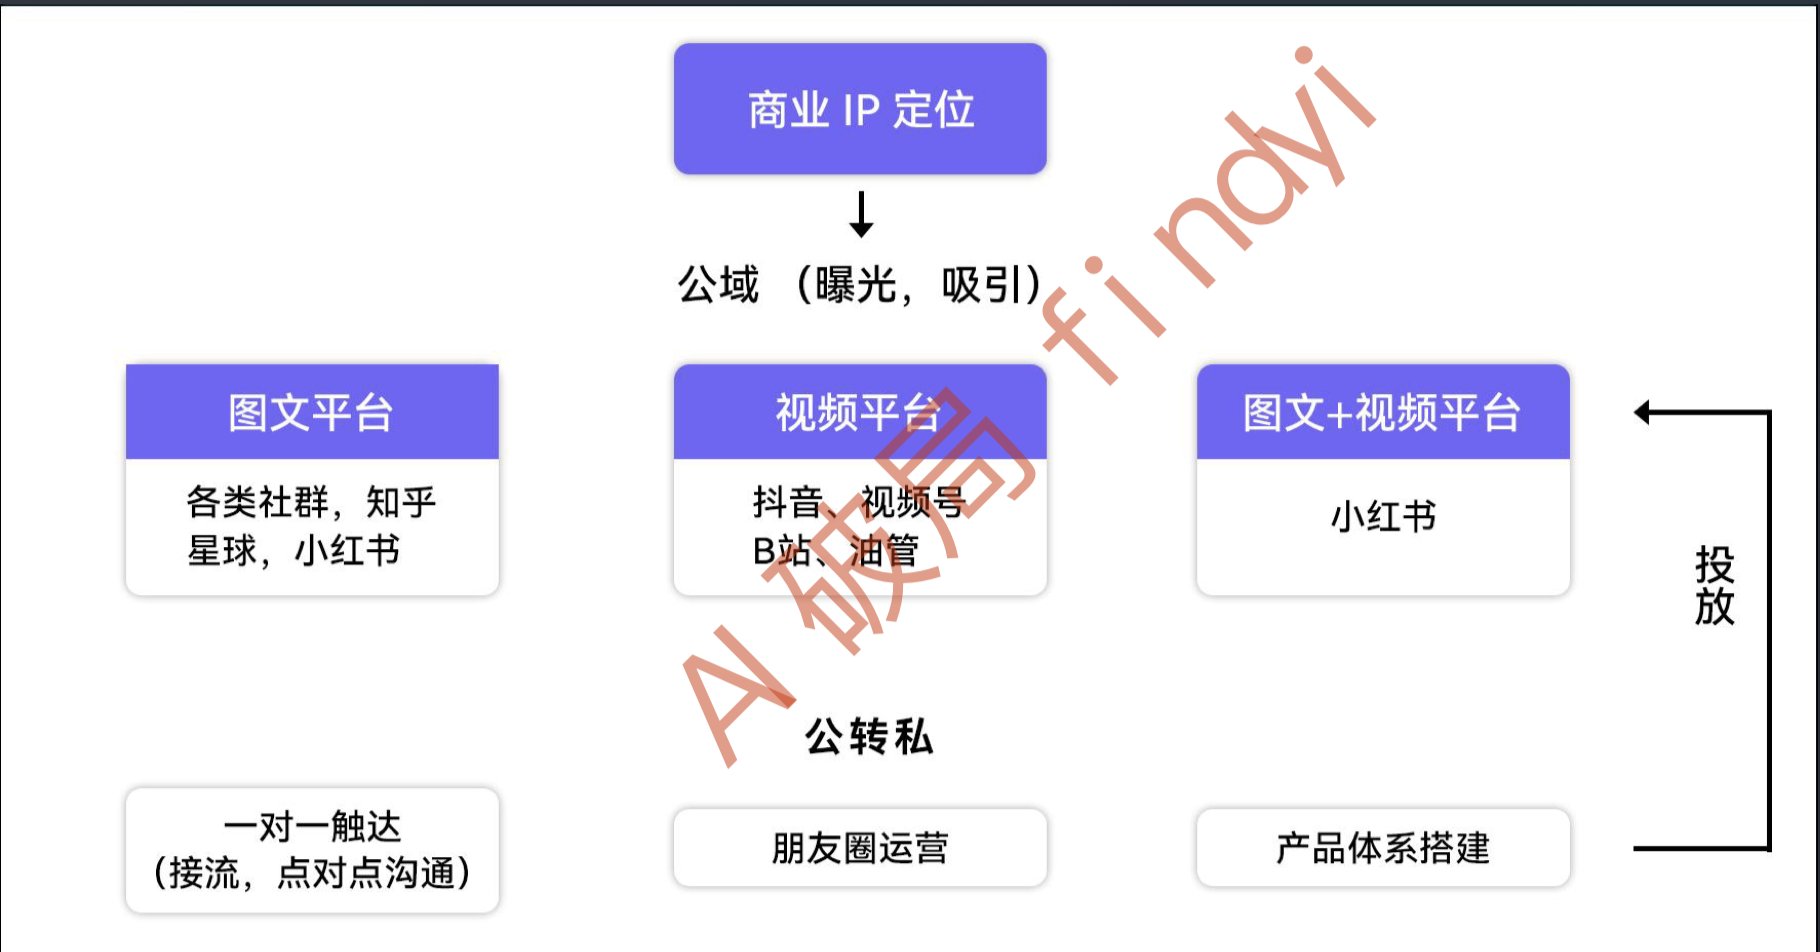 商业 IP 定位
公域 （曝光，吸引）
图文平台
视频平台
图文+视频平台
各类社群，知乎
星球，小红书
抖音、视频号
B站、油管
小红书
投放
公转私
一对一触达
（接流，点对点沟通）
朋友圈运营
产品体系搭建
AI 破局 findyi